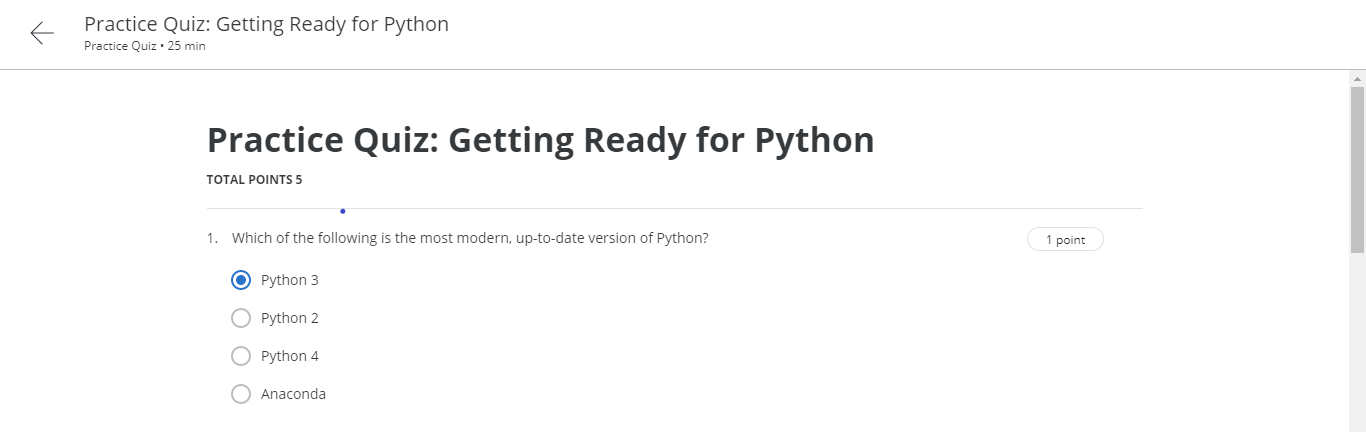 Practice Quiz: Getting Ready for Python
Practice Quiz • 25 min
Practice Quiz: Getting Ready for Python
TOTAL POINTS 5
1. Which of the following is the most modern, up-to-date version of Python?
1 point
Python 3
Python 2
Python 4
Anaconda